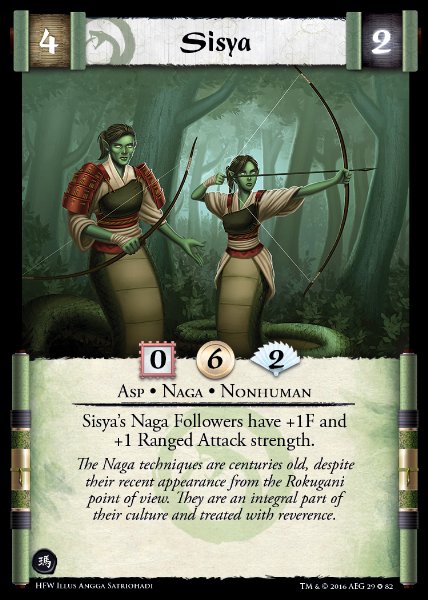 4 Sisya 2
0 6 2
Asp • Naga • Nonhuman
Sisya's Naga Followers have +1F and
+1 Ranged Attack strength.
The Naga techniques are centuries old, despite
their recent appearance from the Rokugani
point of view. They are an integral part of
their culture and treated with reverence.
瑪
HFW Illus Angga Satriohadi TM & © 2016 AEG 29 ✪ 82